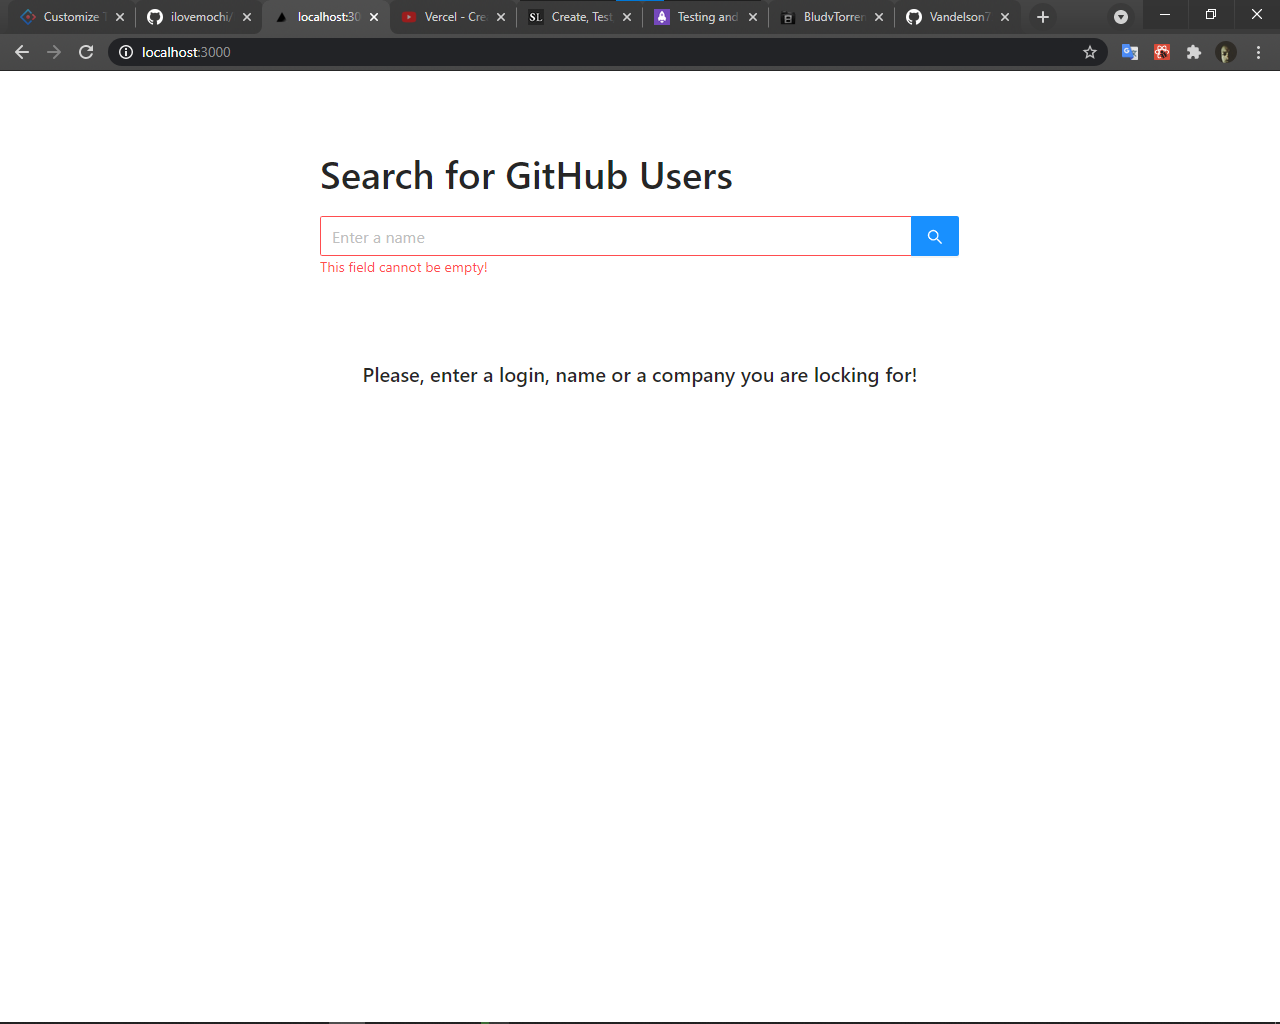 Customize T
ilovemochi/
localhost:30
Vercel - Cre
SL
Create, Test
Testing and
BludvTorren
Vandelson7
localhost:3000
Search for GitHub Users
Enter a name
This field cannot be empty!
Please, enter a login, name or a company you are locking for!